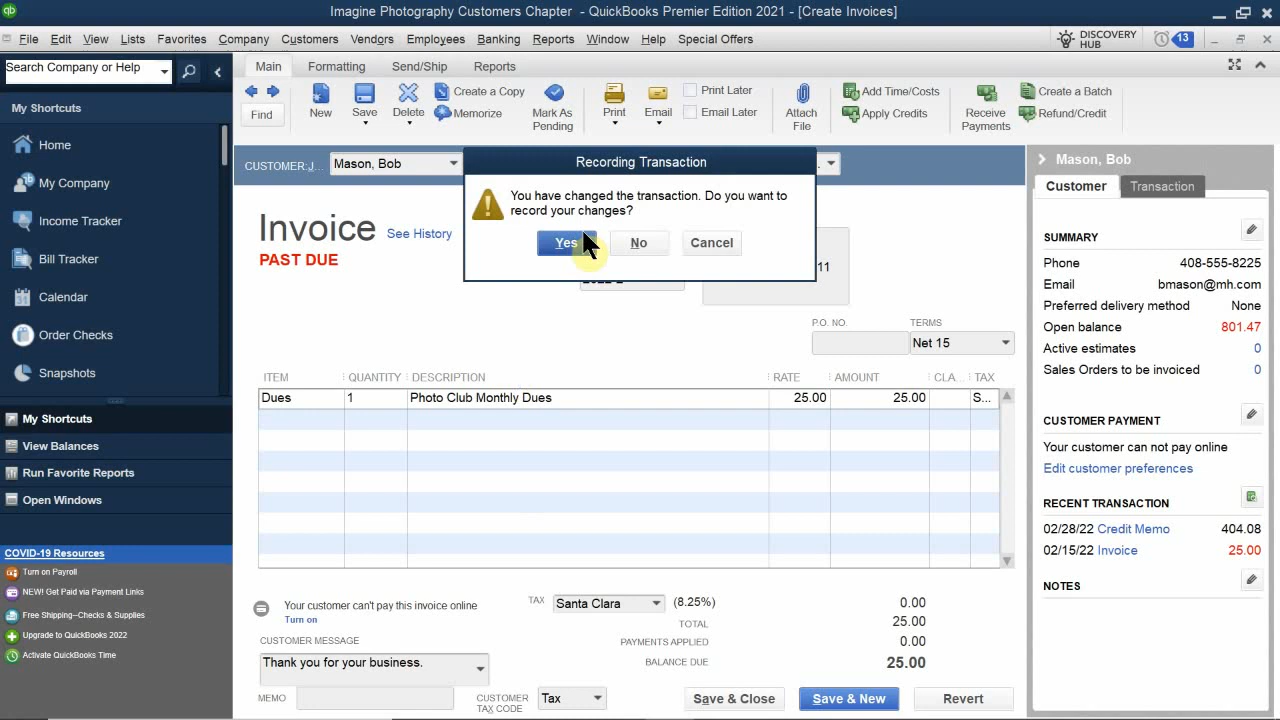 Imagine Photography Customers Chapter - QuickBooks Premier Edition 2021 - [Create Invoices]
File Edit View Lists Favorites Company Customers Vendors Employees Banking Reports Window Help Special Offers
DISCOVERY
HUB
13
Search Company or Help
Main Formatting Send/Ship Reports
My Shortcuts
Home
My Company
Income Tracker
Bill Tracker
Calendar
Order Checks
Snapshots
My Shortcuts
View Balances
Run Favorite Reports
Open Windows
COVID-19 Resources
Turn on Payroll
NEW! Get Paid via Payment Links
Free Shipping--Checks & Supplies
Upgrade to QuickBooks 2022
Activate QuickBooks Time
Find
New
Save
Delete
Create a Copy
Memorize
Mark As
Pending
Print
Email
Print Later
Email Later
Attach
File
Add Time/Costs
Apply Credits
Receive
Payments
Create a Batch
Refund/Credit
CUSTOMER:J... Mason, Bob
Recording Transaction
You have changed the transaction. Do you want to
record your changes?
Yes No Cancel
Invoice See History
PAST DUE
11
P.O. NO. TERMS
Net 15
ITEM QUANTITY DESCRIPTION RATE AMOUNT CLA... TAX
Dues 1 Photo Club Monthly Dues 25.00 25.00 S...
Your customer can't pay this invoice online
Turn on
CUSTOMER MESSAGE
Thank you for your business.
MEMO
TAX Santa Clara (8.25%) 0.00
TOTAL 25.00
PAYMENTS APPLIED 0.00
BALANCE DUE 25.00
CUSTOMER
TAX CODE
Tax
Save & Close Save & New Revert
Mason, Bob
Customer Transaction
SUMMARY
Phone 408-555-8225
Email bmason@mh.com
Preferred delivery method None
Open balance 801.47
Active estimates 0
Sales Orders to be invoiced 0
CUSTOMER PAYMENT
Your customer can not pay online
Edit customer preferences
RECENT TRANSACTION
02/28/22 Credit Memo 404.08
02/15/22 Invoice 25.00
NOTES